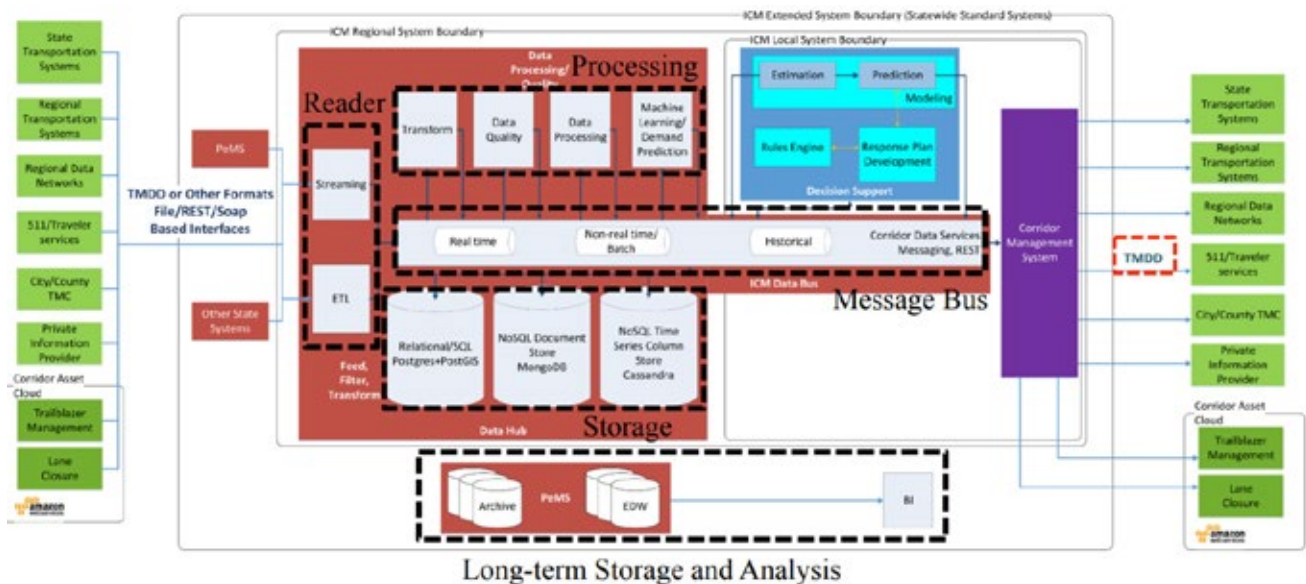 ICM Extended System Boundary (Statewide Standard Systems)
ICM Regional System Boundary
ICM Local System Boundary
State
Transportation
Systems
Regional
Transportation
Systems
Regional Data
Networks
511/Traveler
services
City/County
TMC
Private
Information
Provider
Corridor Asset
Cloud
Trailblazer
Management
Lane
Closure
amazon
webservices
TMDD or Other Formats
File/REST/Soap
Based Interfaces
PeMS
Other State
Systems
Reader
Streaming
ETL
Feed,
Filter,
Transform
Data
Processing/
Quality
Processing
Transform
Data
Quality
Data
Processing
Machine
Learning/
Demand
Prediction
Real time
Non-real time/
Batch
Historical
Corridor Data Services
Messaging, REST
ICM Data Bus
Message Bus
Relational/SQL
Postgres+PostGIS
NoSQL Document
Store
MongoDB
NoSQL Time
Series Column
Store
Cassandra
Data Hub
Storage
Estimation
Prediction
Modeling
Rules Engine
Response Plan
Development
Decision Support
Corridor
Management
System
TMDD
State
Transportation
Systems
Regional
Transportation
Systems
Regional Data
Networks
511/Traveler
services
City/County TMC
Private
Information
Provider
Corridor Asset
Cloud
Trailblazer
Management
Lane
Closure
amazon
webservices
Archive
PeMS
EDW
BI
Long-term Storage and Analysis